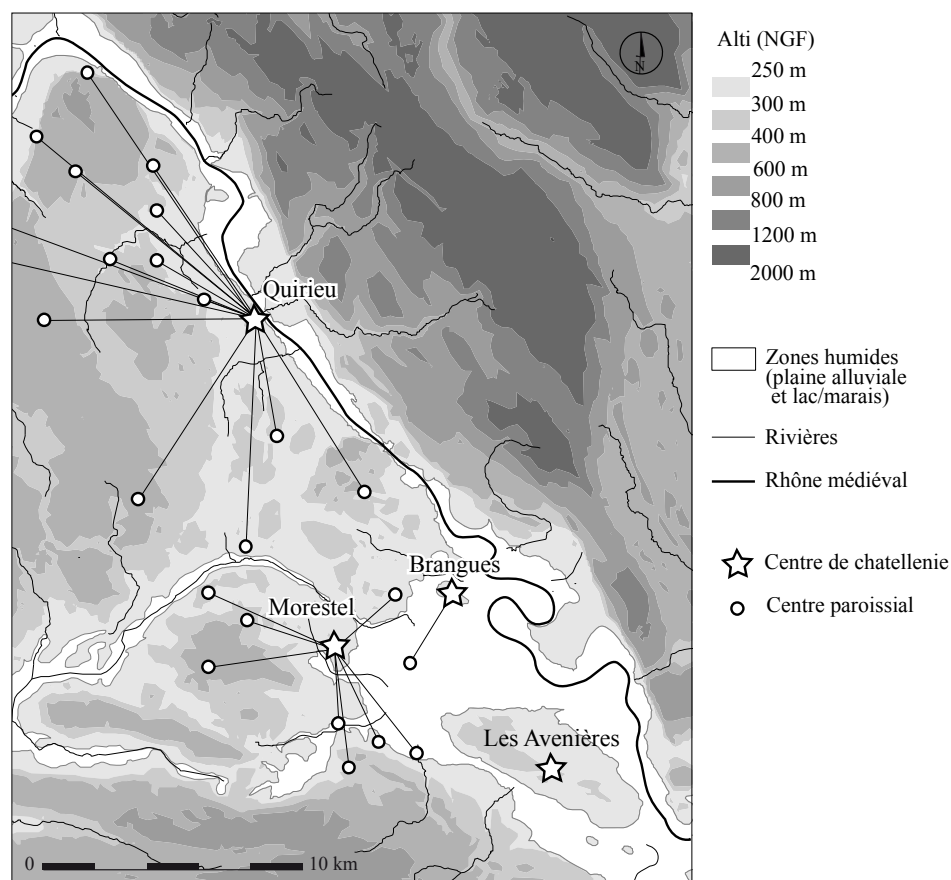 N
Quirieu
Brangues
Morestel
Les Avenières
0
10 km
Alti (NGF)
250 m
300 m
400 m
600 m
800 m
1200 m
2000 m
Zones humides
(plaine alluviale
et lac/marais)
Rivières
Rhône médiéval
Centre de chatellenie
Centre paroissial